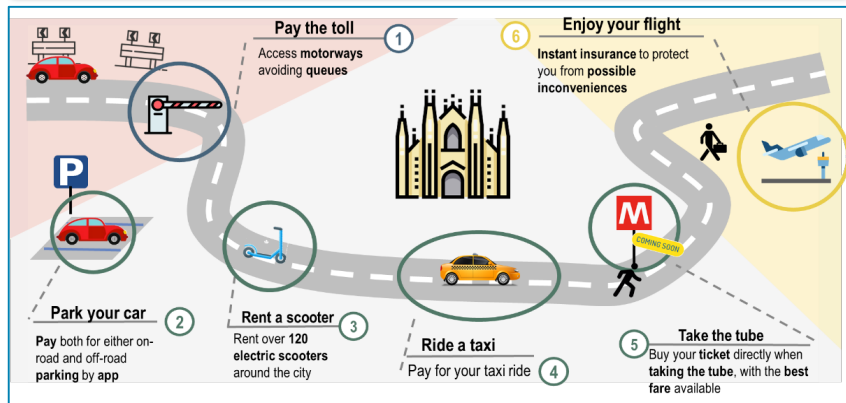 Pay the toll
1
Access motorways
avoiding queues
6
Enjoy your flight
Instant insurance to protect
you from possible
inconveniences
P
M
COMING SOON
Park your car
2
Pay both for either on-
road and off-road
parking by app
Rent a scooter
3
Rent over 120
electric scooters
around the city
Ride a taxi
Pay for your taxi ride
4
5
Take the tube
Buy your ticket directly when
taking the tube, with the best
fare available